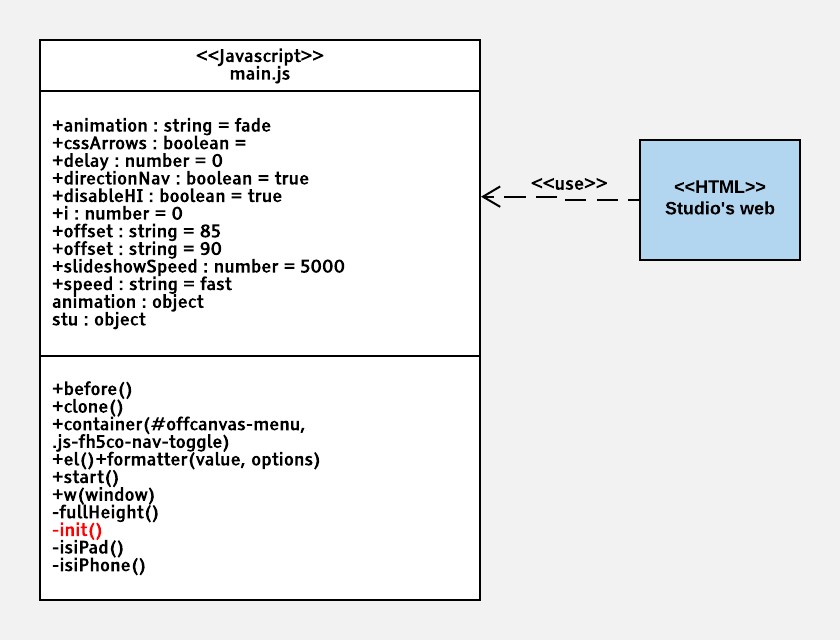 <<Javascript>>
main.js
+animation : string = fade
+cssArrows : boolean =
+delay : number = 0
+directionNav : boolean = true
+disableHI : boolean = true
+i : number = 0
+offset : string = 85
+offset : string = 90
+slideshowSpeed : number = 5000
+speed : string = fast
animation : object
stu : object
+before()
+clone()
+container(#offcanvas-menu,
.js-fh5co-nav-toggle)
+el()+formatter(value, options)
+start()
+w(window)
-fullHeight()
-init()
-isiPad()
-isiPhone()
<<use>>
<<HTML>>
Studio's web